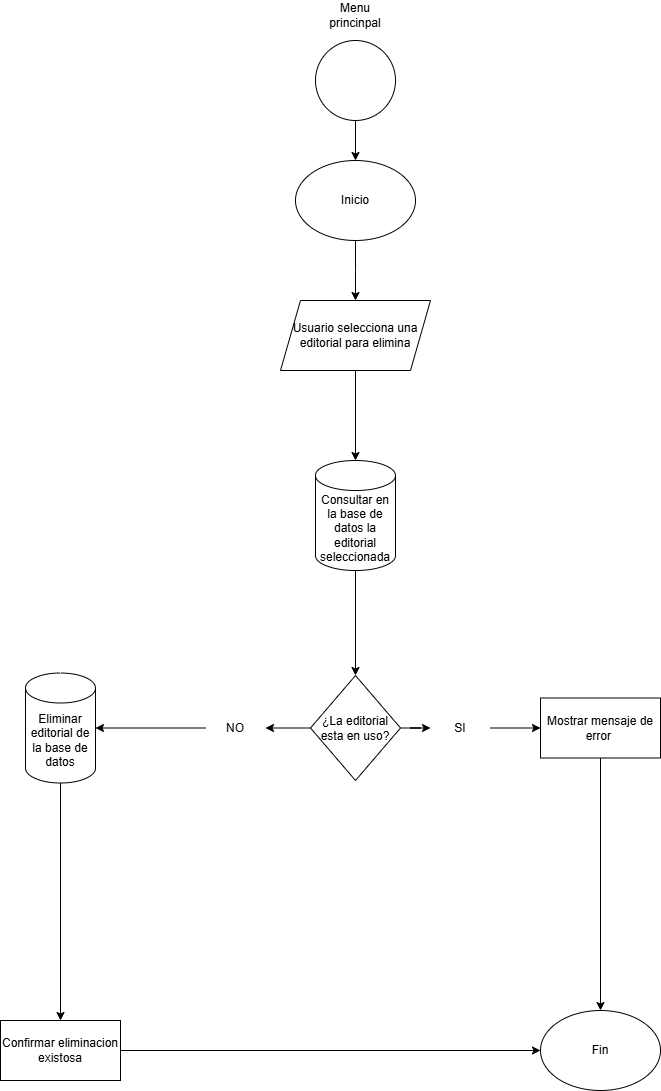 Menu
princinpal
Inicio
Usuario selecciona una
editorial para elimina
Consultar en
la base de
datos la
editorial
seleccionada
¿La editorial
esta en uso?
NO
SI
Eliminar
editorial de
la base de
datos
Mostrar mensaje de
error
Confirmar eliminacion
existosa
Fin